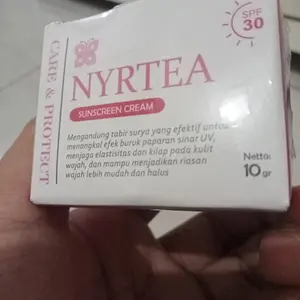 CARE & PROTECT
SPF
30
NYRTEA
SUNSCREEN CREAM
Mengandung tabir surya yang efektif untuk
menangkal efek buruk paparan sinar UV,
menjaga elastisitas dan kilap pada kulit
wajah, dan mampu menjadikan riasan
wajah lebih mudah dan halus
Netto:
10 gr